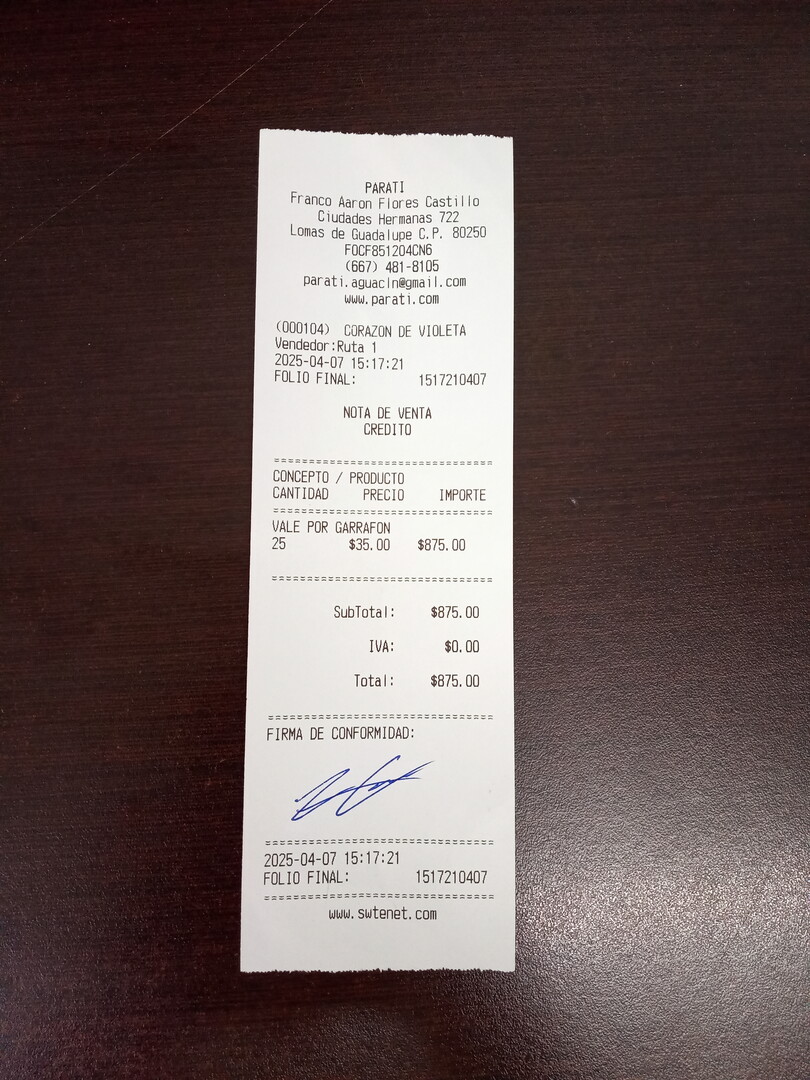 PARATI
Franco Aaron Flores Castillo
Ciudades Hermanas 722
Lomas de Guadalupe C.P. 80250
FOCF851204CN6
(667) 481-8105
parati.aguacln@gmail.com
www.parati.com
(000104) CORAZON DE VIOLETA
Vendedor:Ruta 1
2025-04-07 15:17:21
FOLIO FINAL: 1517210407
NOTA DE VENTA
CREDITO
================================
CONCEPTO / PRODUCTO
CANTIDAD PRECIO IMPORTE
================================
VALE POR GARRAFON
25 $35.00 $875.00
================================
SubTotal: $875.00
IVA: $0.00
Total: $875.00
================================
FIRMA DE CONFORMIDAD:
================================
2025-04-07 15:17:21
FOLIO FINAL: 1517210407
================================
www.swtenet.com